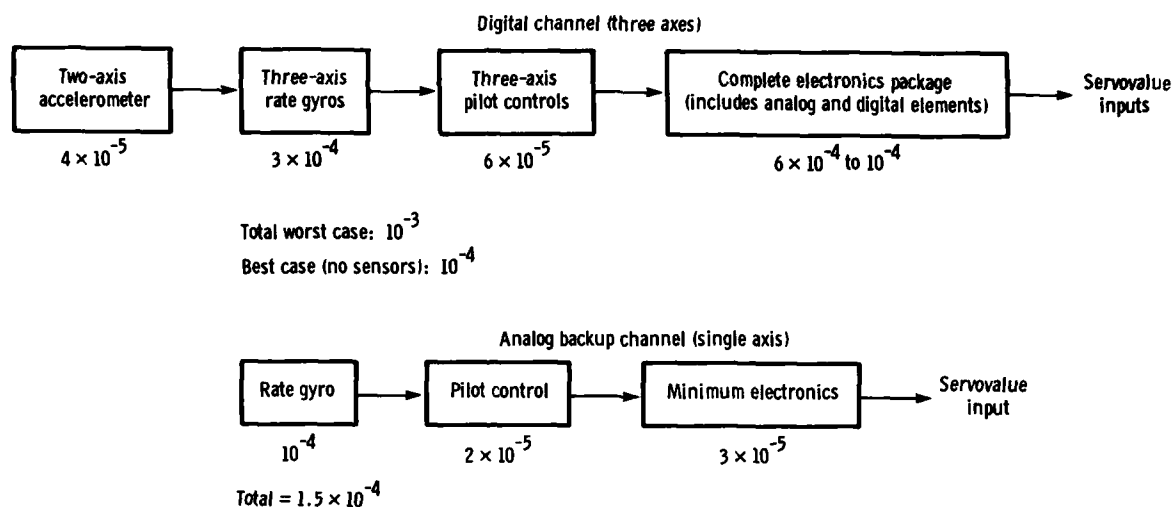 Digital channel (three axes)
Two-axis
accelerometer
Three-axis
rate gyros
Three-axis
pilot controls
Complete electronics package
(includes analog and digital elements)
Servovalue
inputs
4 × 10⁻⁵
3 × 10⁻⁴
6 × 10⁻⁵
6 × 10⁻⁴ to 10⁻⁴
Total worst case: 10⁻³
Best case (no sensors): 10⁻⁴
Analog backup channel (single axis)
Rate gyro
Pilot control
Minimum electronics
Servovalue
input
10⁻⁴
2 × 10⁻⁵
3 × 10⁻⁵
Total = 1.5 × 10⁻⁴